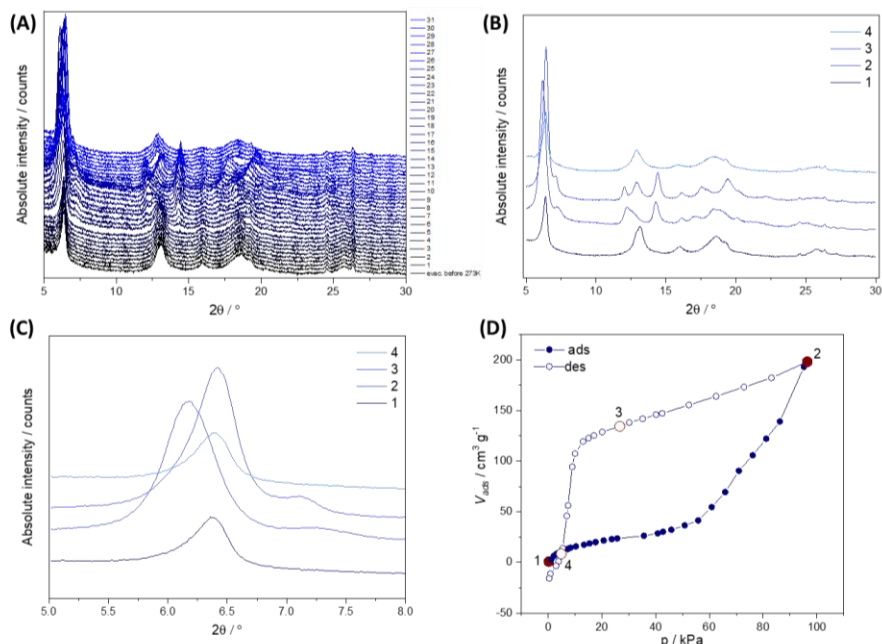 (A)
Absolute intensity / counts
31
30
29
28
27
26
25
24
23
22
21
20
19
18
17
16
15
14
13
12
11
10
9
8
7
6
5
4
3
2
1
evac. before 273K
5 10 15 20 25 30
2θ / °
(B)
Absolute intensity / counts
4
3
2
1
5 10 15 20 25 30
2θ / °
(C)
Absolute intensity / counts
4
3
2
1
5.0 5.5 6.0 6.5 7.0 7.5 8.0
2θ / °
(D)
ads
des
V ads / cm³ g⁻¹
200
150
100
50
0
-50
1
2
3
4
0 20 40 60 80 100
p / kPa